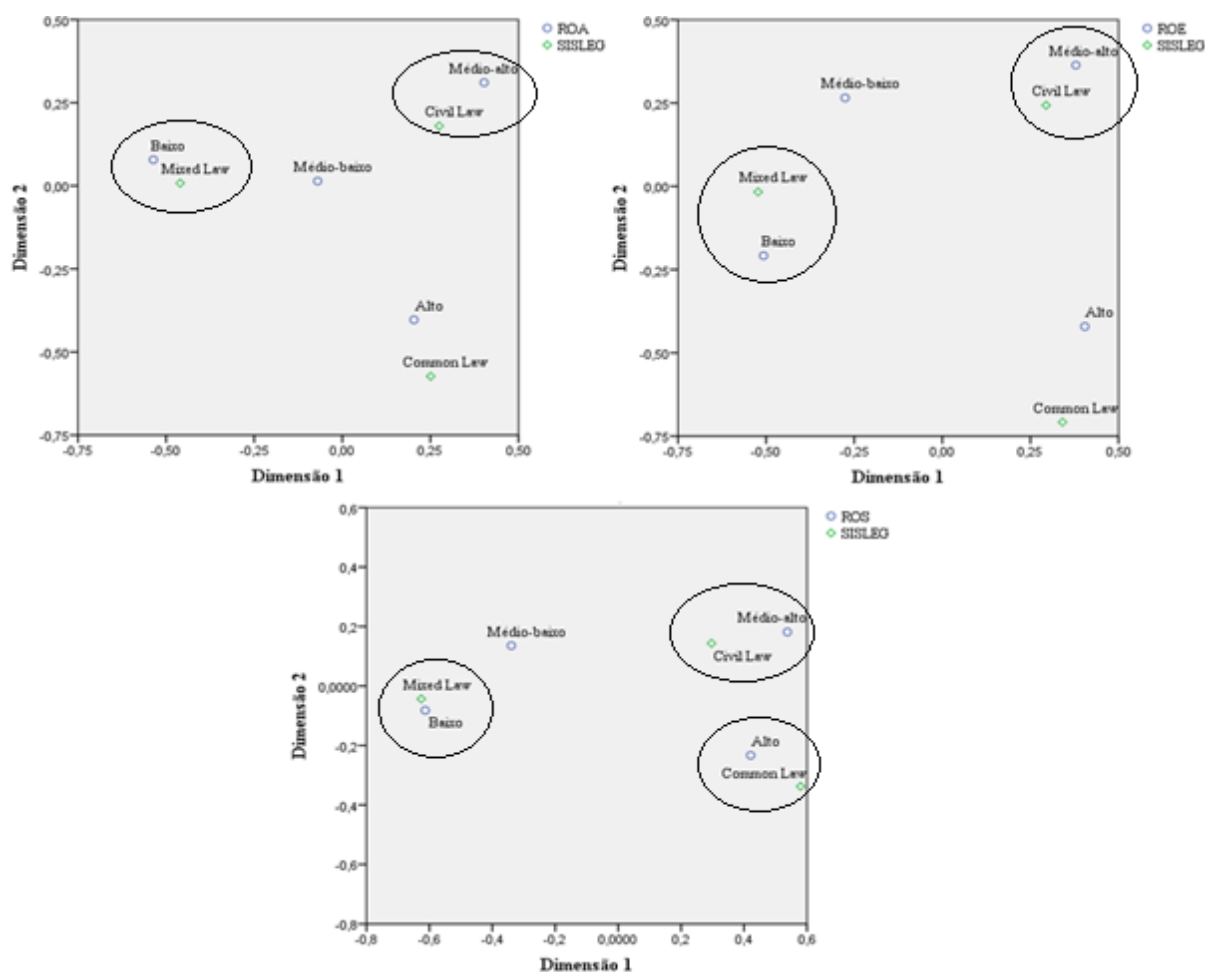 0,50
0,25
0,00
-0,25
-0,50
-0,75
-0,75
-0,50
-0,25
0,00
0,25
0,50
Dimensão 1
Dimensão 2
ROA
SISLEG
Médio-alto
Civil Law
Baixo
Mixed Law
Médio-baixo
Alto
Common Law
0,50
0,25
0,00
-0,25
-0,50
-0,75
-0,75
-0,50
-0,25
0,00
0,25
0,50
Dimensão 1
Dimensão 2
ROE
SISLEG
Médio-alto
Civil Law
Médio-baixo
Mixed Law
Baixo
Alto
Common Law
0,6
0,4
0,2
0,0000
-0,2
-0,4
-0,6
-0,8
-0,8
-0,6
-0,4
-0,2
0,0000
0,2
0,4
0,6
Dimensão 1
Dimensão 2
ROS
SISLEG
Médio-alto
Civil Law
Médio-baixo
Mixed Law
Baixo
Alto
Common Law